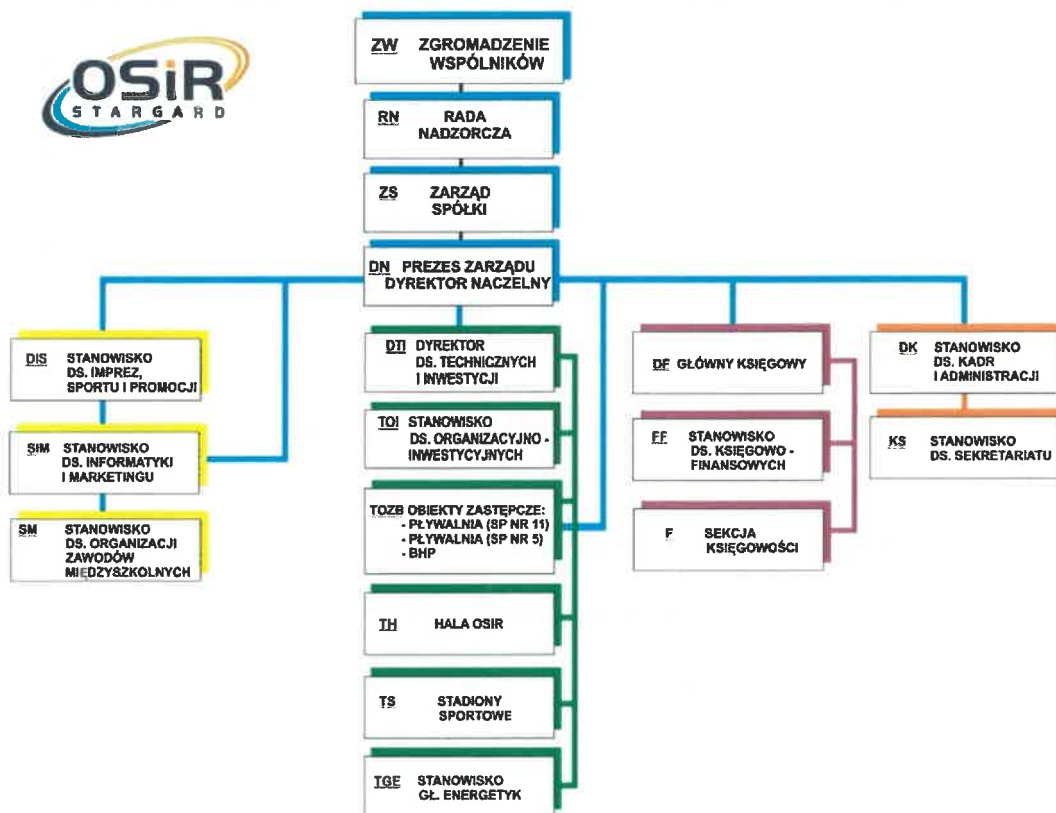 OSiR
STARGARD
ZW ZGROMADZENIE
WSPÓLNIKÓW
RN RADA
NADZORCZA
ZS ZARZĄD
SPÓŁKI
DN PREZES ZARZĄDU
DYREKTOR NACZELNY
DIS STANOWISKO
DS. IMPREZ,
SPORTU I PROMOCJI
SIM STANOWISKO
DS. INFORMATYKI
I MARKETINGU
SM STANOWISKO
DS. ORGANIZACJI
ZAWODÓW
MIĘDZYSZKOLNYCH
DTI DYREKTOR
DS. TECHNICZNYCH
I INWESTYCJI
TOI STANOWISKO
DS. ORGANIZACYJNO -
INWESTYCYJNYCH
TOZB OBIEKTY ZASTĘPCZE:
- PŁYWALNIA (SP NR 11)
- PŁYWALNIA (SP NR 5)
- BHP
TH HALA OSIR
TS STADIONY
SPORTOWE
TGE STANOWISKO
GŁ. ENERGETYK
DF GŁÓWNY KSIĘGOWY
FF STANOWISKO
DS. KSIĘGOWO -
FINANSOWYCH
F SEKCJA
KSIĘGOWOŚCI
DK STANOWISKO
DS. KADR
I ADMINISTRACJI
KS STANOWISKO
DS. SEKRETARIATU